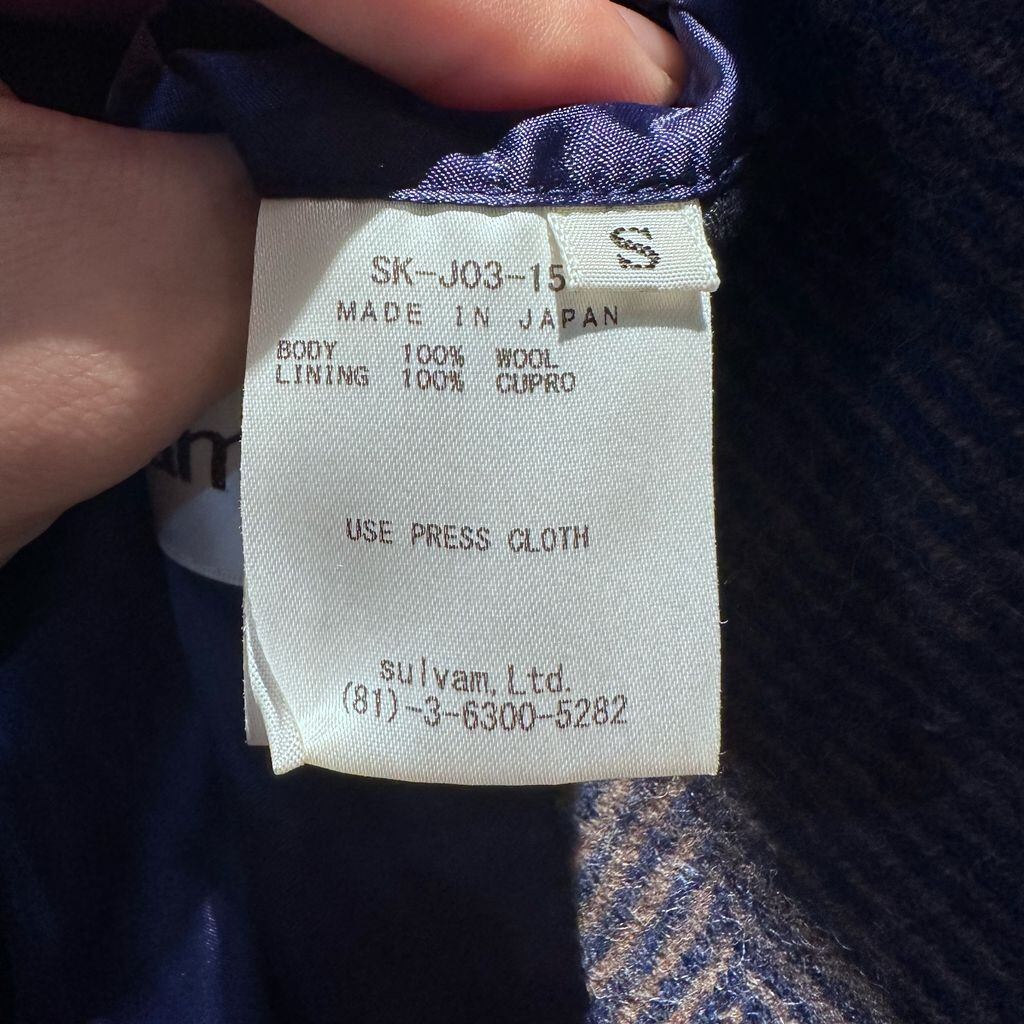 S
SK-J03-15
MADE IN JAPAN
BODY 100% WOOL
LINING 100% CUPRO
USE PRESS CLOTH
sulvam, Ltd.
(81)-3-6300-5282